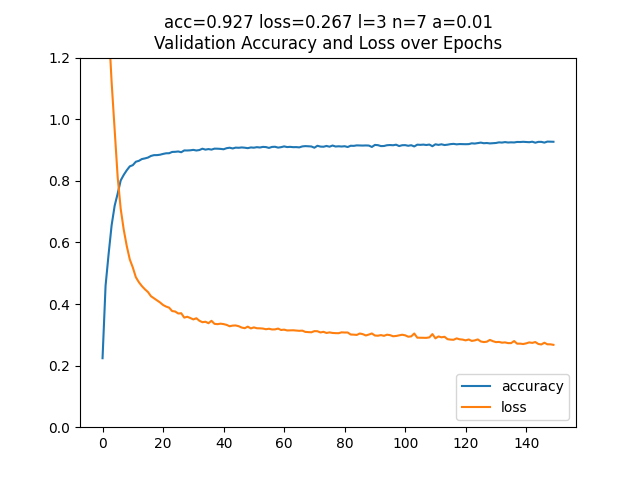 acc=0.927 loss=0.267 l=3 n=7 a=0.01
Validation Accuracy and Loss over Epochs
1.2
1.0
0.8
0.6
0.4
0.2
0.0
accuracy
loss
0 20 40 60 80 100 120 140